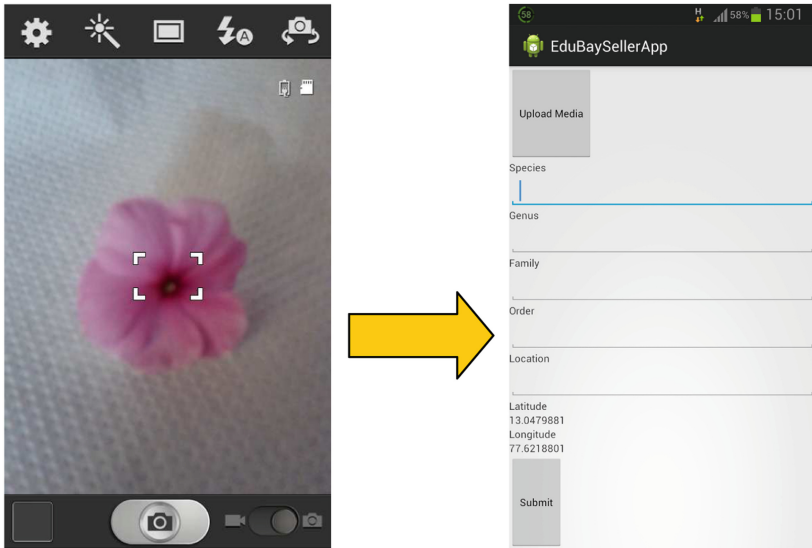 A
58
H
58%
15:01
EduBaySellerApp
Upload Media
Species
Genus
Family
Order
Location
Latitude
13.0479881
Longitude
77.6218801
Submit